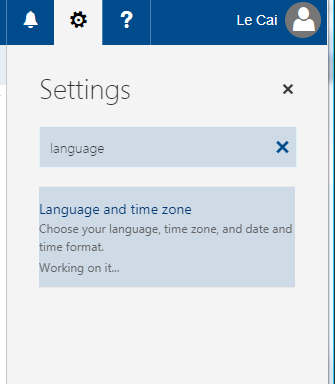 Le Cai
Settings
language
Language and time zone
Choose your language, time zone, and date and
time format.
Working on it...